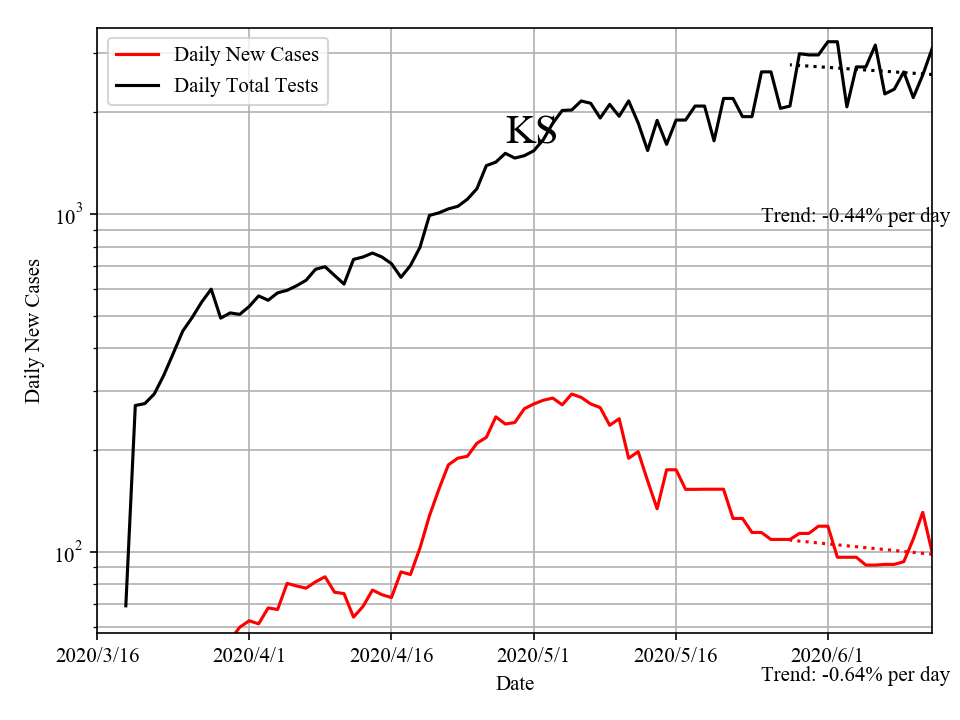 Daily New Cases
Daily Total Tests
KS
10^3
Trend: -0.44% per day
Daily New Cases
10^2
2020/3/16
2020/4/1
2020/4/16
2020/5/1
2020/5/16
2020/6/1
Trend: -0.64% per day
Date